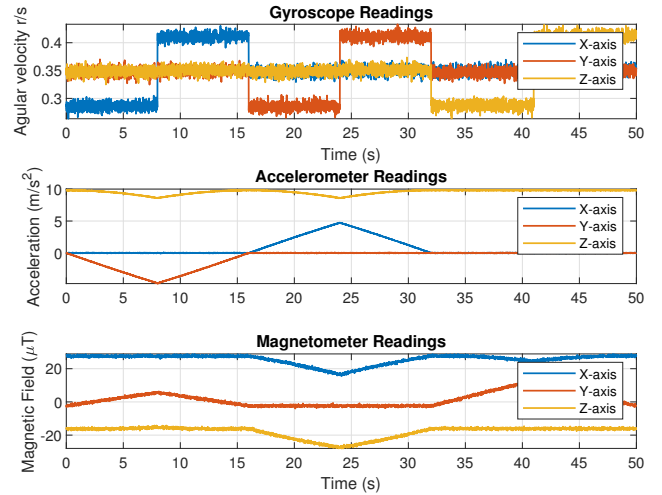 Gyroscope Readings
Agular velocity r/s
0.4
0.35
0.3
X-axis
Y-axis
Z-axis
0 5 10 15 20 25 30 35 40 45 50
Time (s)
Accelerometer Readings
Acceleration (m/s²)
10
5
0
X-axis
Y-axis
Z-axis
0 5 10 15 20 25 30 35 40 45 50
Time (s)
Magnetometer Readings
Magnetic Field (μT)
20
0
-20
X-axis
Y-axis
Z-axis
0 5 10 15 20 25 30 35 40 45 50
Time (s)